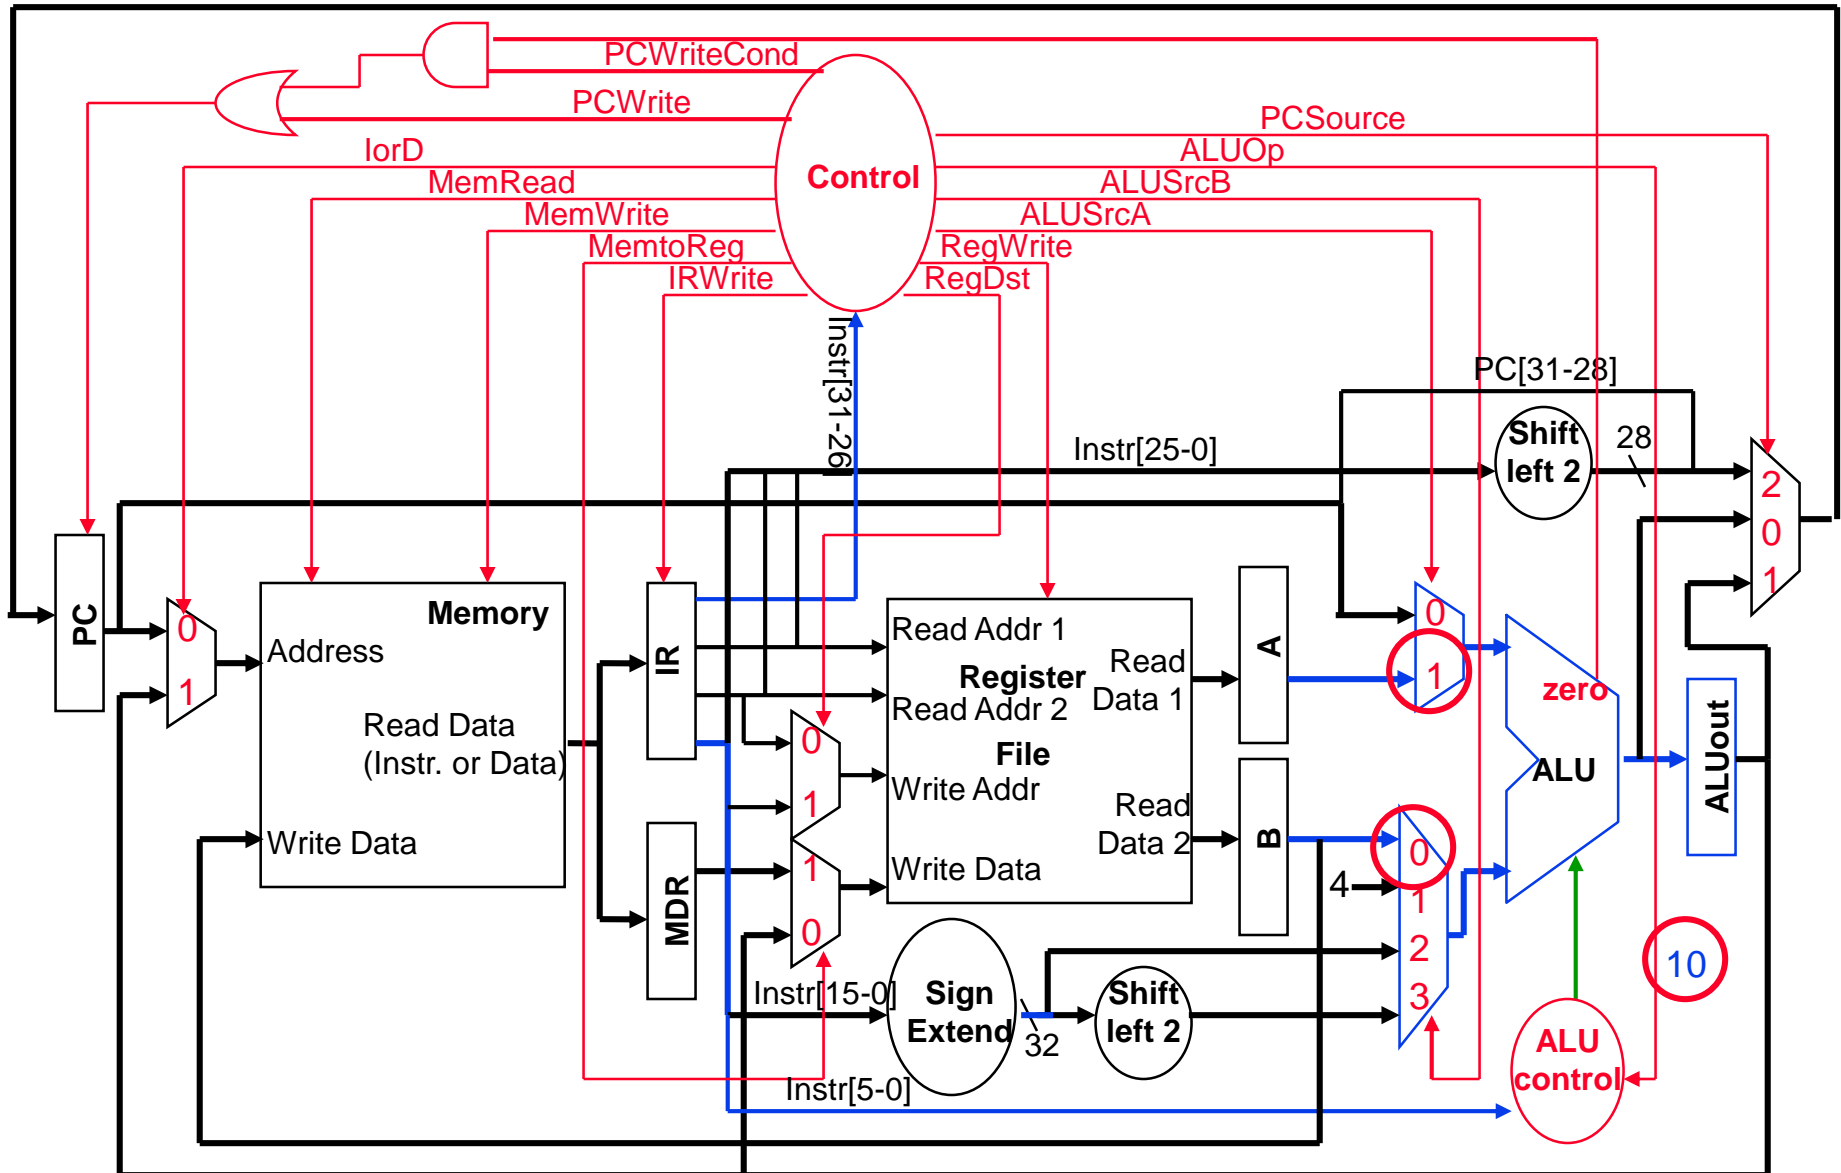 PCWriteCond
PCWrite
PCSource
IorD
ALUOp
Control
MemRead
ALUSrcB
MemWrite
ALUSrcA
MemtoReg
RegWrite
IRWrite
RegDst
Instr[31-26]
PC[31-28]
Instr[25-0]
Shift
left 2
28
2
0
1
PC
0
1
Memory
Address
Read Data
(Instr. or Data)
Write Data
IR
MDR
0
1
1
0
Read Addr 1
Register
Read Addr 2
File
Write Addr
Write Data
Read
Data 1
Read
Data 2
A
B
0
1
4
0
1
2
3
zero
ALU
ALUout
Instr[15-0]
Sign
Extend
32
Shift
left 2
10
ALU
control
Instr[5-0]